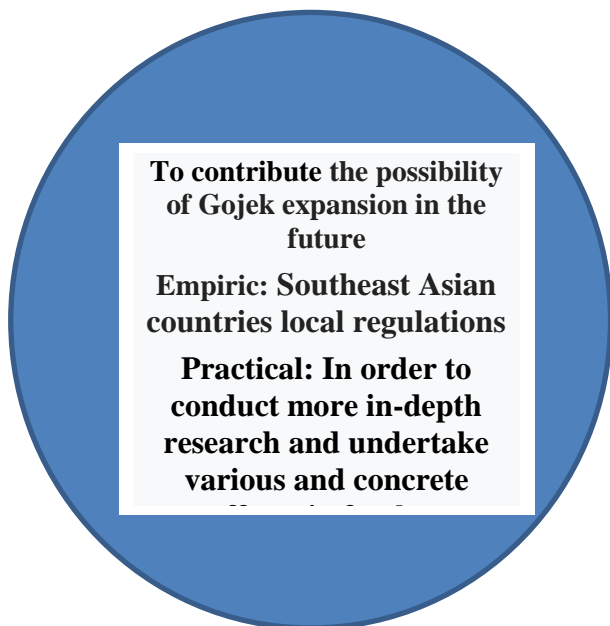 To contribute the possibility
of Gojek expansion in the
future
Empiric: Southeast Asian
countries local regulations
Practical: In order to
conduct more in-depth
research and undertake
various and concrete